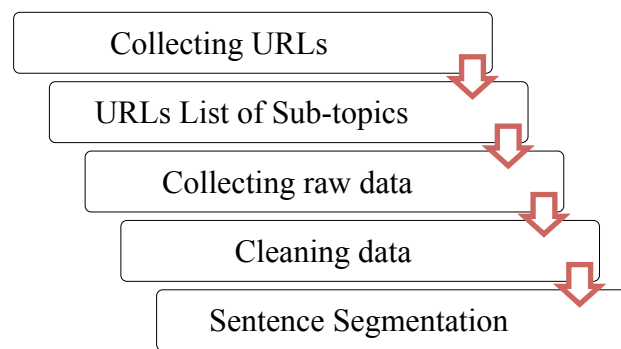 Collecting URLs
URLs List of Sub-topics
Collecting raw data
Cleaning data
Sentence Segmentation